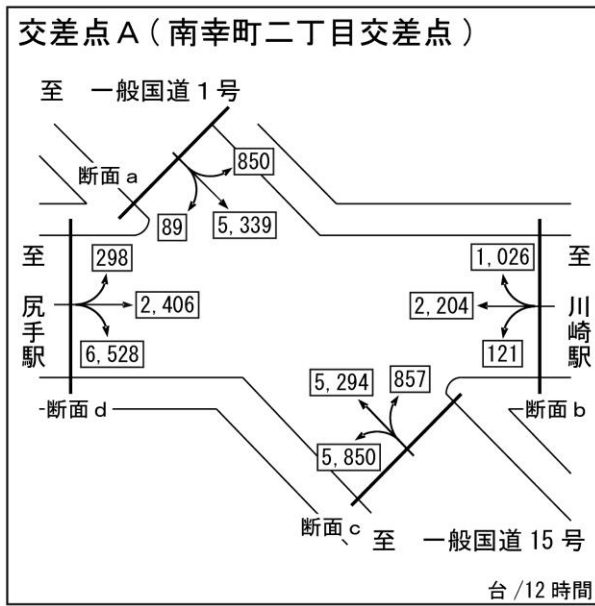 交差点A(南幸町二丁目交差点)
至 一般国道1号
断面a
850
89
5,339
至 尻手駅
298
2,406
6,528
1,026
2,204
121
至 川崎駅
5,294
857
5,850
断面d
断面b
断面c
至 一般国道15号
台/12時間